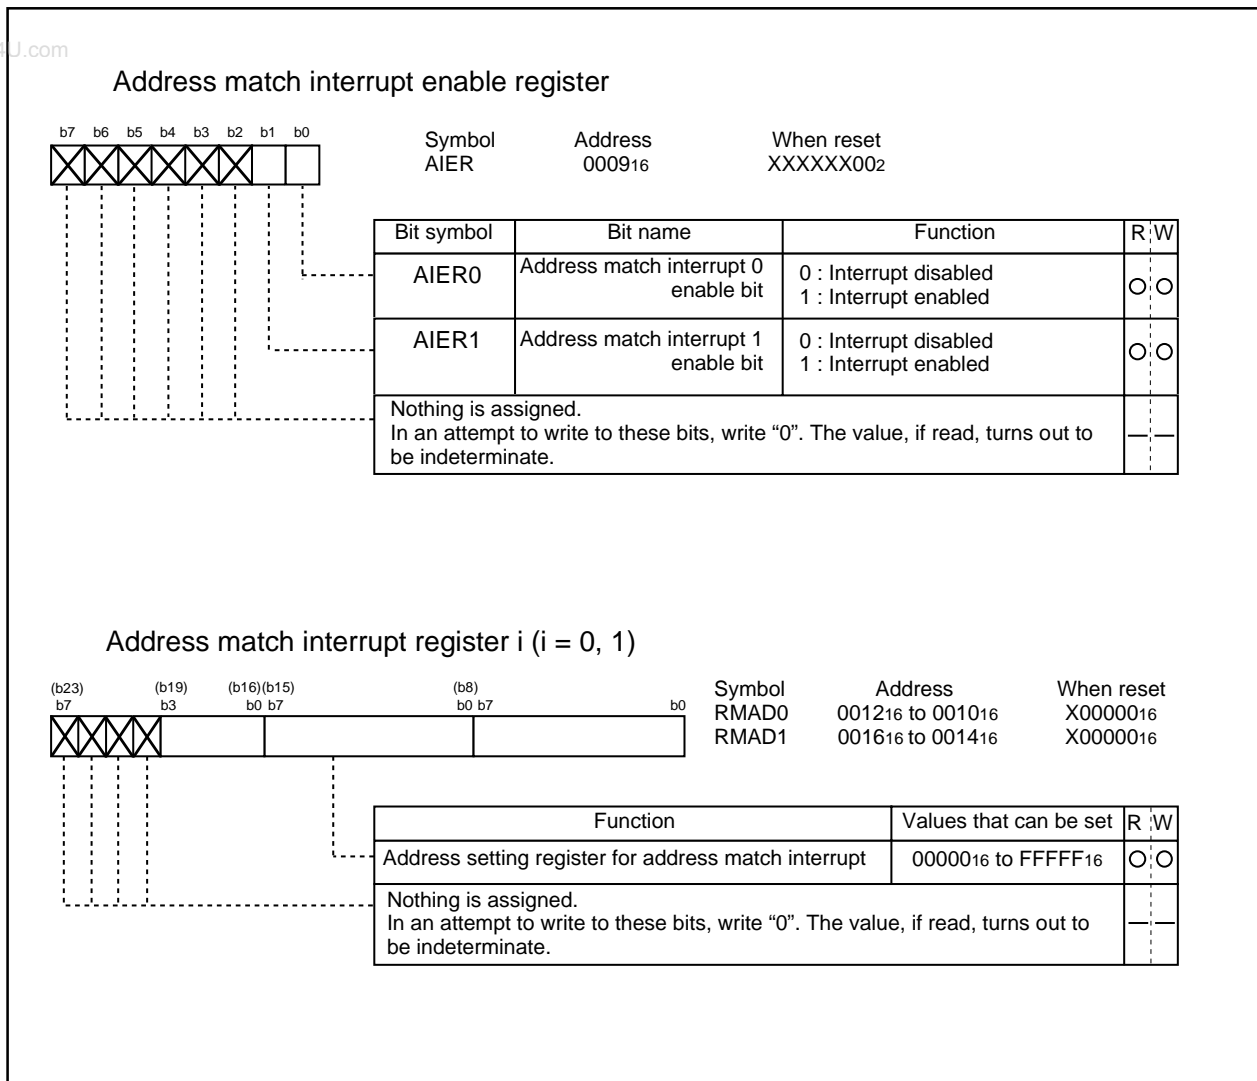 4U.com
Address match interrupt enable register
b7 b6 b5 b4 b3 b2 b1 b0
Symbol Address When reset
AIER 000916 XXXXXX002
Bit symbol Bit name Function R W
AIER0 Address match interrupt 0 enable bit 0 : Interrupt disabled
1 : Interrupt enabled
AIER1 Address match interrupt 1 enable bit 0 : Interrupt disabled
1 : Interrupt enabled
Nothing is assigned.
In an attempt to write to these bits, write “0”. The value, if read, turns out to
be indeterminate.
Address match interrupt register i (i = 0, 1)
(b23) (b19) (b16)(b15) (b8)
b7 b3 b0 b7 b0 b7 b0
Symbol Address When reset
RMAD0 001216 to 001016 X0000016
RMAD1 001616 to 001416 X0000016
Function Values that can be set R W
Address setting register for address match interrupt 0000016 to FFFFF16
Nothing is assigned.
In an attempt to write to these bits, write “0”. The value, if read, turns out to
be indeterminate.